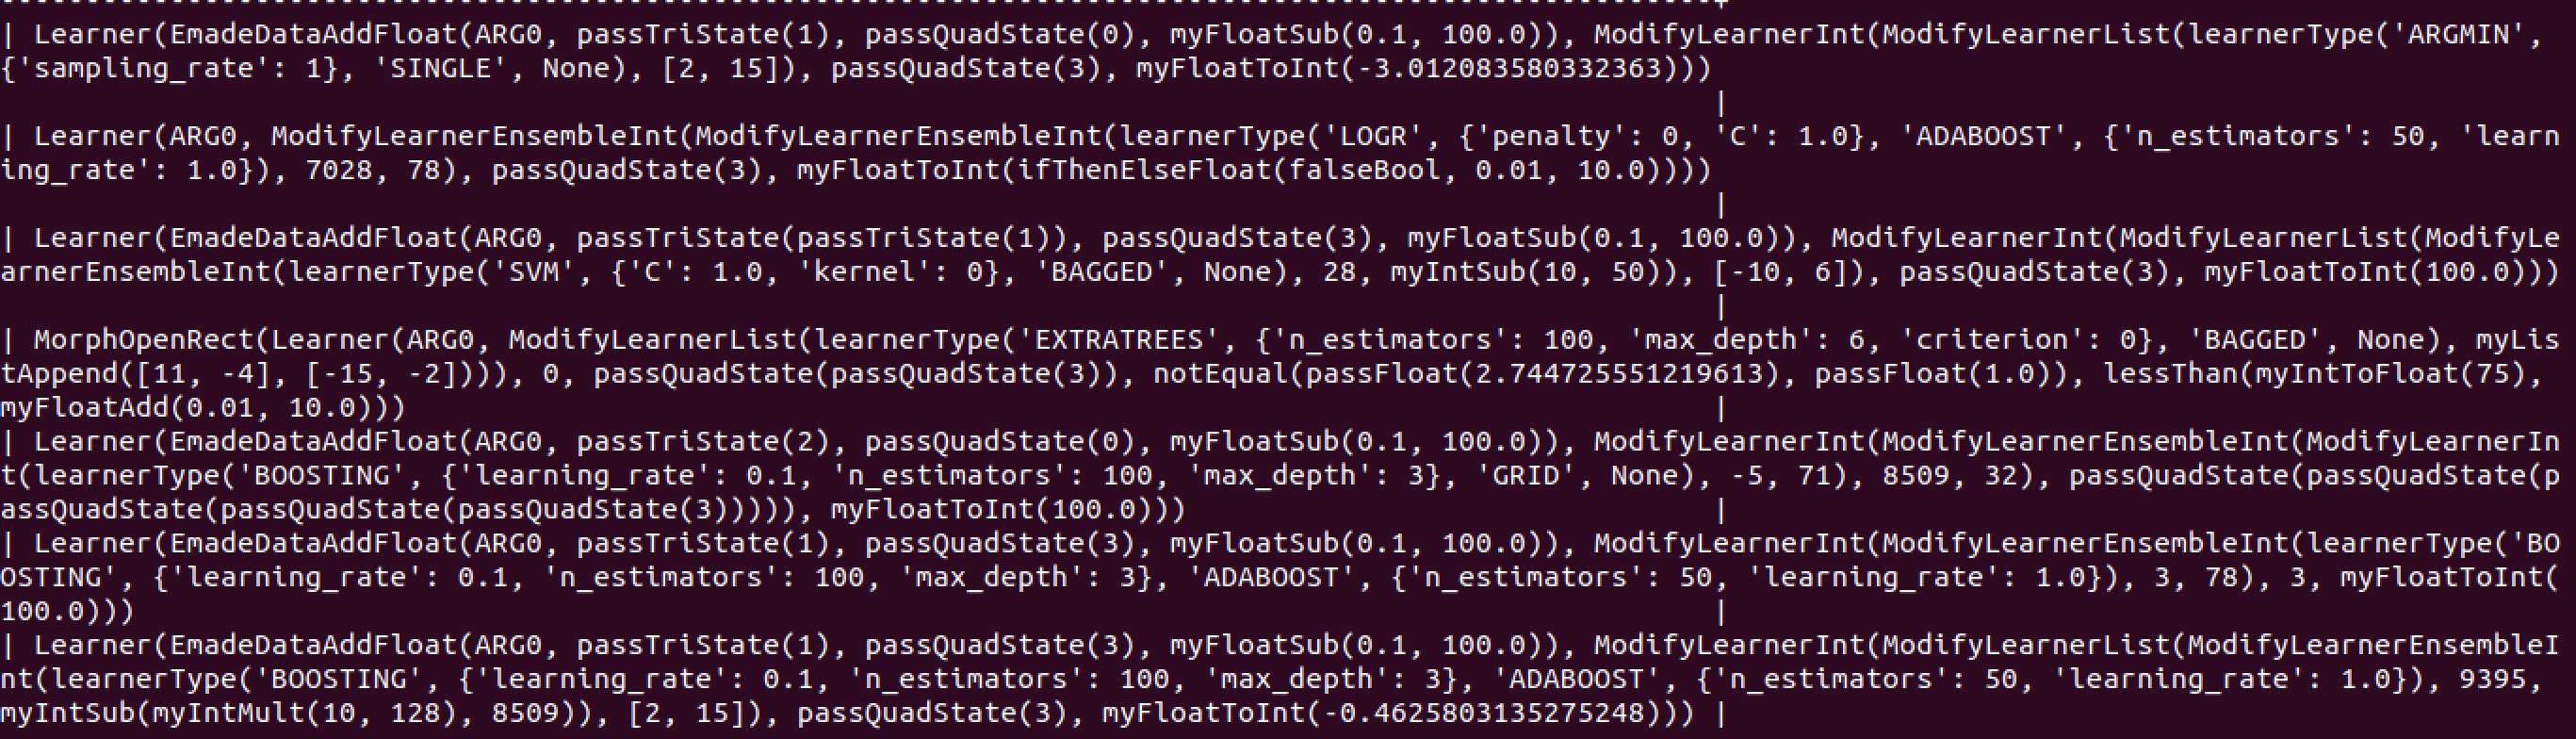 | Learner(EmadeDataAddFloat(ARG0, passTriState(1), passQuadState(0), myFloatSub(0.1, 100.0)), ModifyLearnerInt(ModifyLearnerList(learnerType('ARGMIN',
{'sampling_rate': 1}, 'SINGLE', None), [2, 15]), passQuadState(3), myFloatToInt(-3.012083580332363)))
|
| Learner(ARG0, ModifyLearnerEnsembleInt(ModifyLearnerEnsembleInt(learnerType('LOGR', {'penalty': 0, 'C': 1.0}, 'ADABOOST', {'n_estimators': 50, 'learn
ing_rate': 1.0}), 7028, 78), passQuadState(3), myFloatToInt(ifThenElseFloat(falseBool, 0.01, 10.0))))
|
| Learner(EmadeDataAddFloat(ARG0, passTriState(passTriState(1)), passQuadState(3), myFloatSub(0.1, 100.0)), ModifyLearnerInt(ModifyLearnerList(ModifyLe
arnerEnsembleInt(learnerType('SVM', {'C': 1.0, 'kernel': 0}, 'BAGGED', None), 28, myIntSub(10, 50)), [-10, 6]), passQuadState(3), myFloatToInt(100.0)))
|
| MorphOpenRect(Learner(ARG0, ModifyLearnerList(learnerType('EXTRATREES', {'n_estimators': 100, 'max_depth': 6, 'criterion': 0}, 'BAGGED', None), myLis
tAppend([11, -4], [-15, -2]))), 0, passQuadState(passQuadState(3)), notEqual(passFloat(2.744725551219613), passFloat(1.0)), lessThan(myIntToFloat(75),
myFloatAdd(0.01, 10.0))) |
| Learner(EmadeDataAddFloat(ARG0, passTriState(2), passQuadState(0), myFloatSub(0.1, 100.0)), ModifyLearnerInt(ModifyLearnerEnsembleInt(ModifyLearnerIn
t(learnerType('BOOSTING', {'learning_rate': 0.1, 'n_estimators': 100, 'max_depth': 3}, 'GRID', None), -5, 71), 8509, 32), passQuadState(passQuadState(p
assQuadState(passQuadState(passQuadState(3))))), myFloatToInt(100.0))) |
| Learner(EmadeDataAddFloat(ARG0, passTriState(1), passQuadState(3), myFloatSub(0.1, 100.0)), ModifyLearnerInt(ModifyLearnerEnsembleInt(learnerType('BO
OSTING', {'learning_rate': 0.1, 'n_estimators': 100, 'max_depth': 3}, 'ADABOOST', {'n_estimators': 50, 'learning_rate': 1.0}), 3, 78), 3, myFloatToInt(
100.0))) |
| Learner(EmadeDataAddFloat(ARG0, passTriState(1), passQuadState(3), myFloatSub(0.1, 100.0)), ModifyLearnerInt(ModifyLearnerList(ModifyLearnerEnsembleI
nt(learnerType('BOOSTING', {'learning_rate': 0.1, 'n_estimators': 100, 'max_depth': 3}, 'ADABOOST', {'n_estimators': 50, 'learning_rate': 1.0}), 9395,
myIntSub(myIntMult(10, 128), 8509)), [2, 15]), passQuadState(3), myFloatToInt(-0.4625803135275248))) |